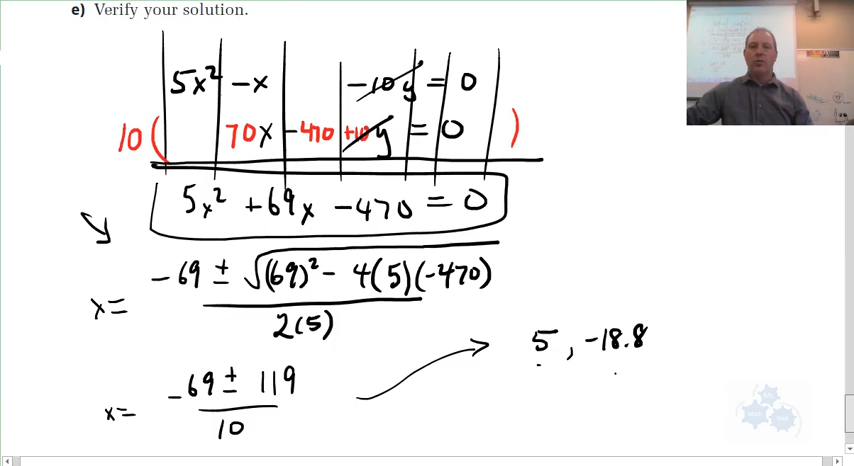 e) Verify your solution.
5x² -x -10y = 0
10( 70x -470 +10y = 0 )
5x² +69x -470 = 0
y
x= -69 ± √(69)² - 4(5)(-470)
2(5)
5, -18.8
x= -69 ± 119
10